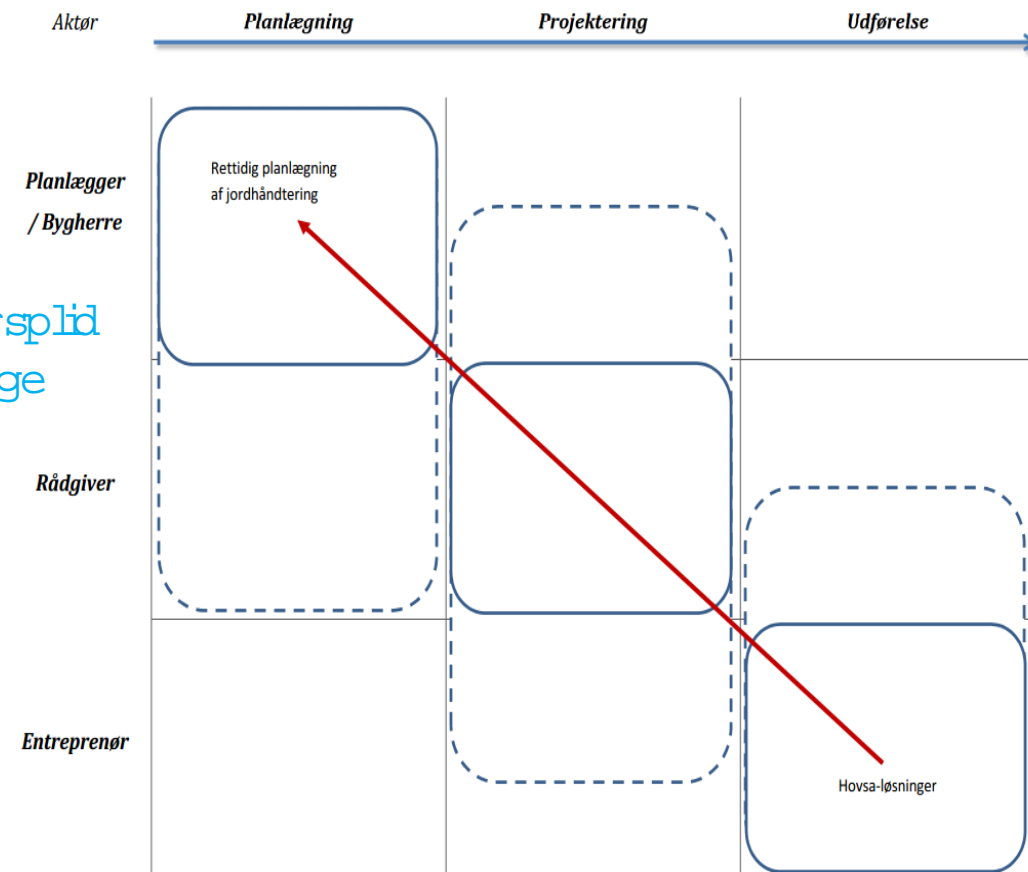 Aktør
Planlægning
Projektering
Udførelse
Rettidig planlægning
af jordhåndtering
Planlægger
/ Bygherre
Rådgiver
Entreprenør
Hovsa-løsninger